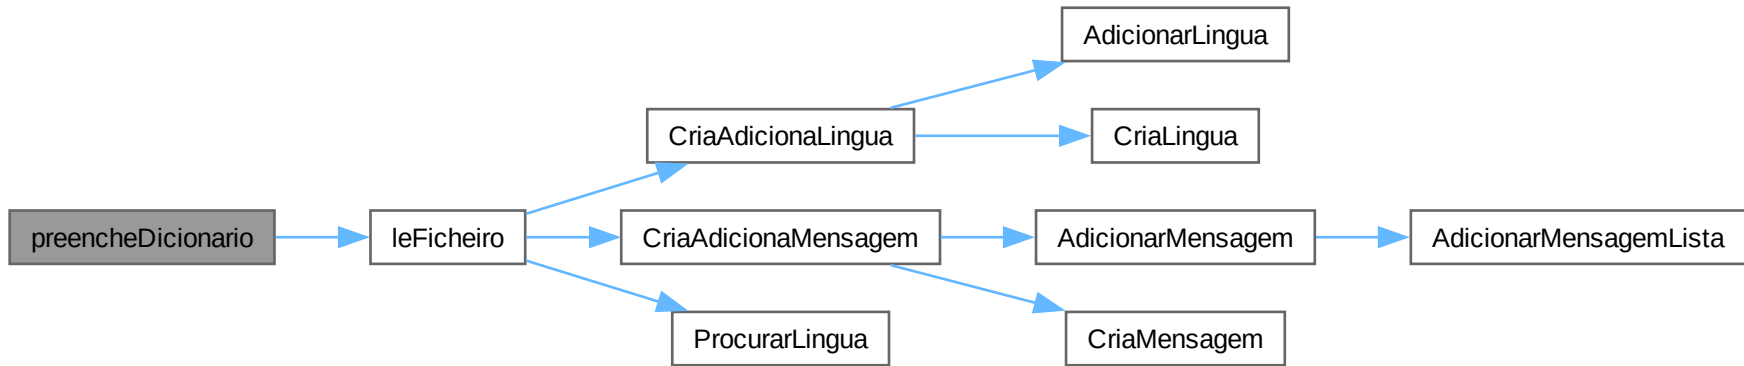 AdicionarLingua
CriaAdicionaLingua
CriaLingua
preencheDicionario
leFicheiro
CriaAdicionaMensagem
AdicionarMensagem
AdicionarMensagemLista
ProcurarLingua
CriaMensagem